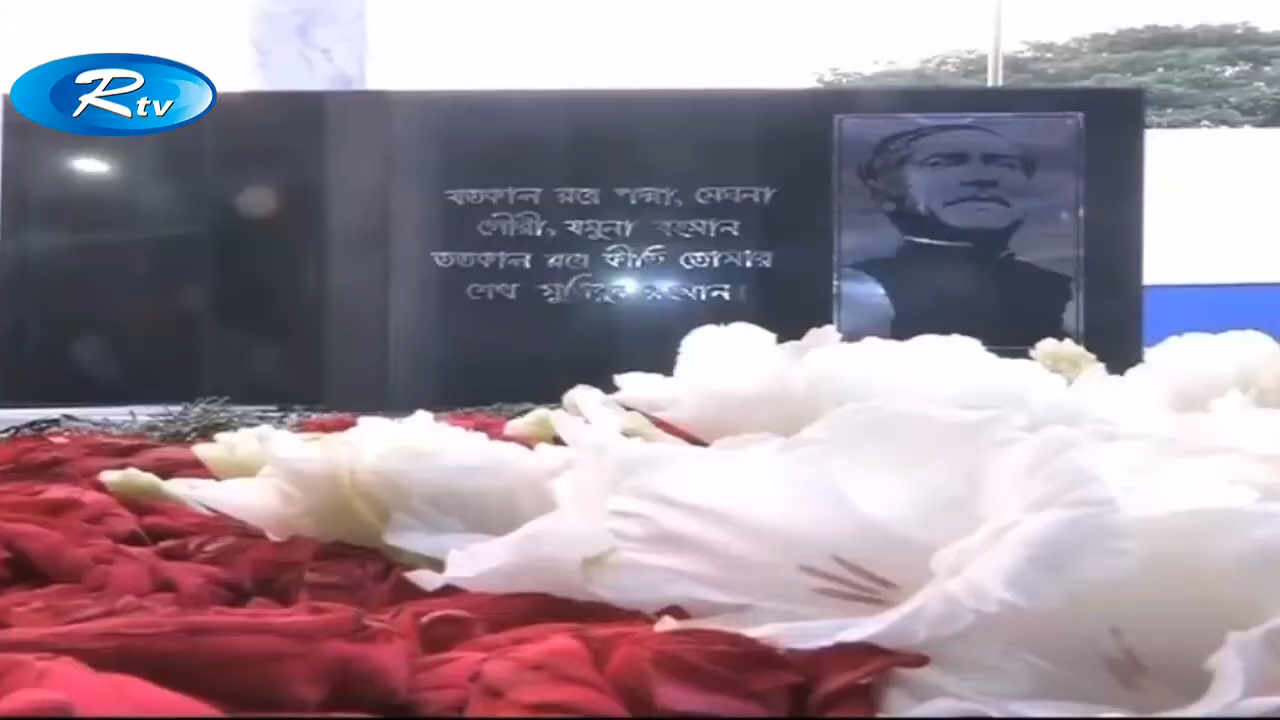 Rtv
যতকাল রবে পদ্মা, মেঘনা
গৌরী, যমুনা বহমান
ততকাল রবে কীর্তি তোমার
শেখ মুজিবুর রহমান।